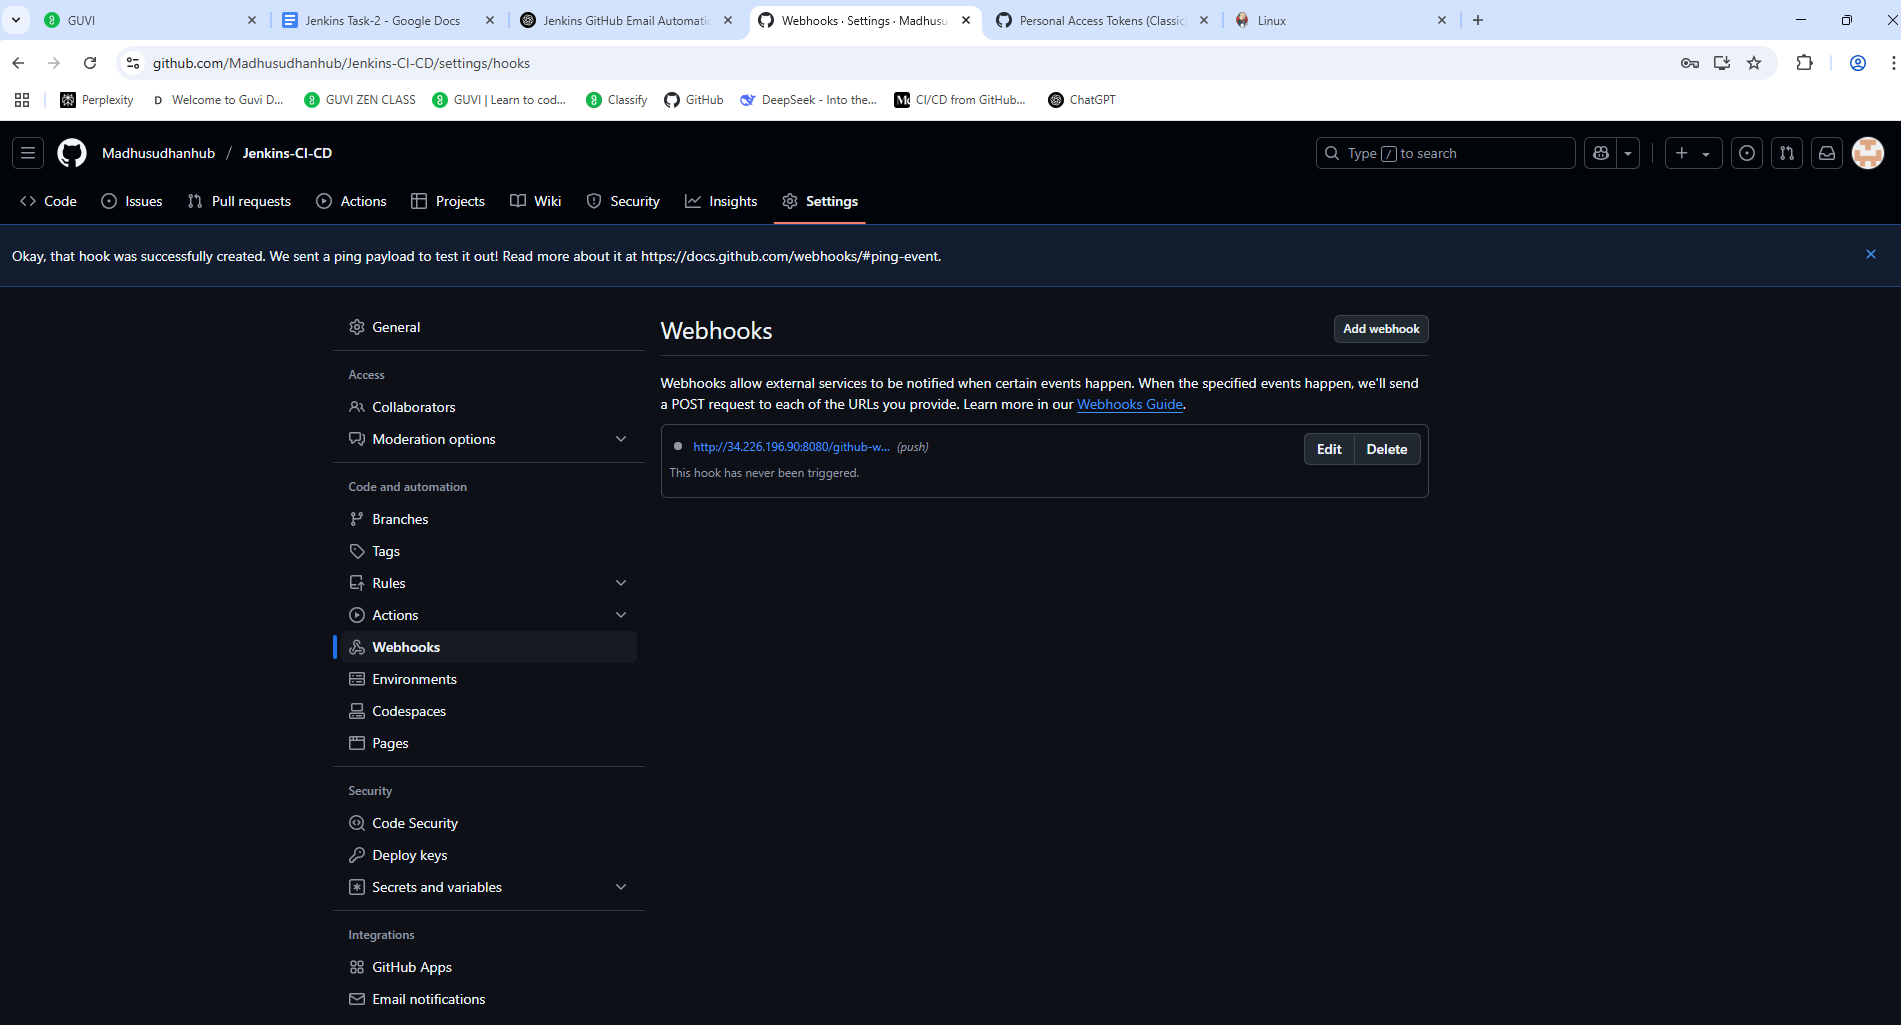 GUVI
Jenkins Task-2 - Google Docs
Jenkins GitHub Email Automatic
Webhooks · Settings · Madhusu
Personal Access Tokens (Classic
Linux
github.com/Madhusudhanhub/Jenkins-CI-CD/settings/hooks
Perplexity
D Welcome to Guvi D...
GUVI ZEN CLASS
GUVI | Learn to cod...
Classify
GitHub
DeepSeek - Into the...
CI/CD from GitHub...
ChatGPT
Madhusudhanhub / Jenkins-CI-CD
Type / to search
Code
Issues
Pull requests
Actions
Projects
Wiki
Security
Insights
Settings
Okay, that hook was successfully created. We sent a ping payload to test it out! Read more about it at https://docs.github.com/webhooks/#ping-event.
General
Access
Collaborators
Moderation options
Code and automation
Branches
Tags
Rules
Actions
Webhooks
Environments
Codespaces
Pages
Security
Code Security
Deploy keys
Secrets and variables
Integrations
GitHub Apps
Email notifications
Webhooks
Add webhook
Webhooks allow external services to be notified when certain events happen. When the specified events happen, we'll send
a POST request to each of the URLs you provide. Learn more in our Webhooks Guide.
http://34.226.196.90:8080/github-w... (push)
Edit
Delete
This hook has never been triggered.